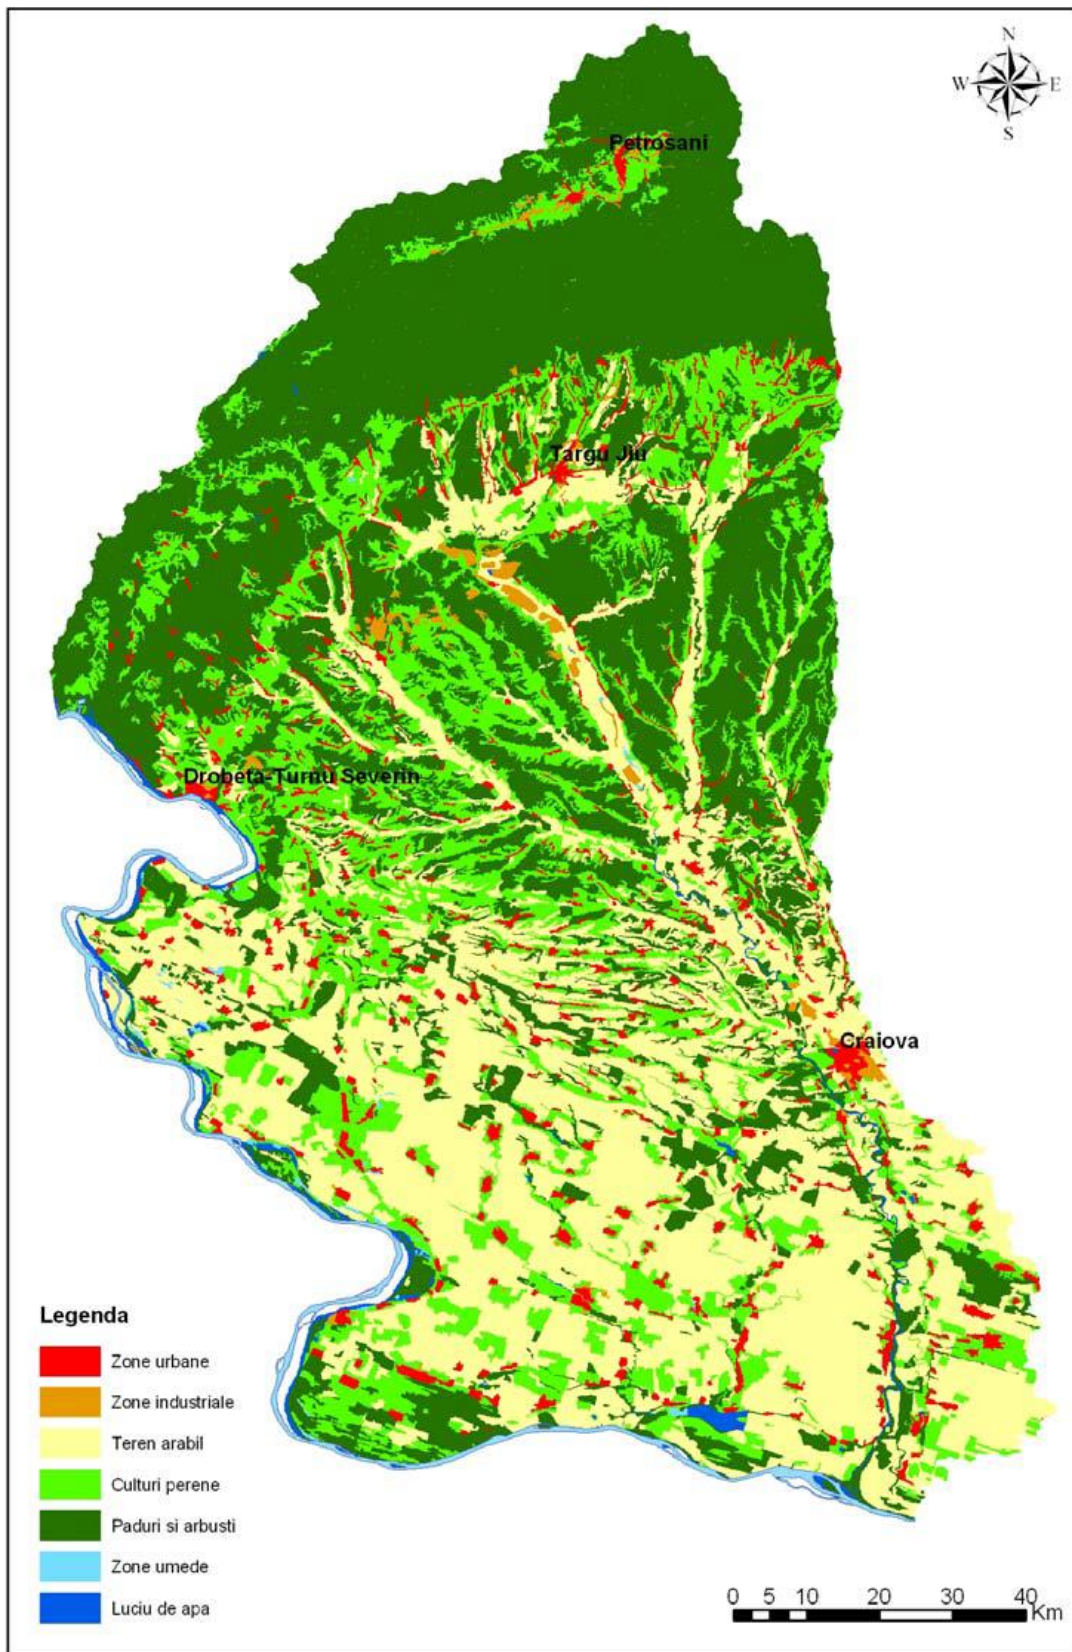 N
W E
S
Petrosani
Targu Jiu
Drobeta-Turnu Severin
Craiova
Legenda
Zone urbane
Zone industriale
Teren arabil
Culturi perene
Paduri si arbusti
Zone umede
Luciu de apa
0 5 10 20 30 40
Km